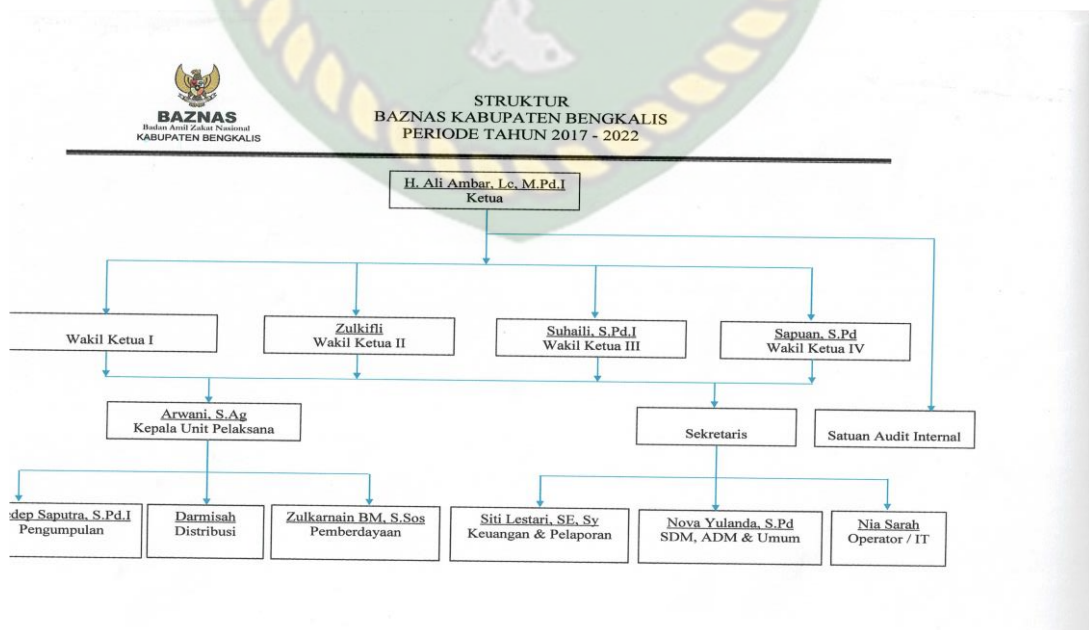 BAZNAS
Badan Amil Zakat Nasional
KABUPATEN BENGKALIS
STRUKTUR
BAZNAS KABUPATEN BENGKALIS
PERIODE TAHUN 2017 - 2022
H. Ali Ambar, Lc, M.Pd.I
Ketua
Wakil Ketua I
Zulkifli
Wakil Ketua II
Suhaili, S.Pd.I
Wakil Ketua III
Sapuan, S.Pd
Wakil Ketua IV
Arwani, S.Ag
Kepala Unit Pelaksana
Sekretaris
Satuan Audit Internal
Saputra, S.Pd.I
Pengumpulan
Darmisah
Distribusi
Zulkarnain BM, S.Sos
Pemberdayaan
Siti Lestari, SE, Sy
Keuangan & Pelaporan
Nova Yulanda, S.Pd
SDM, ADM & Umum
Nia Sarah
Operator / IT